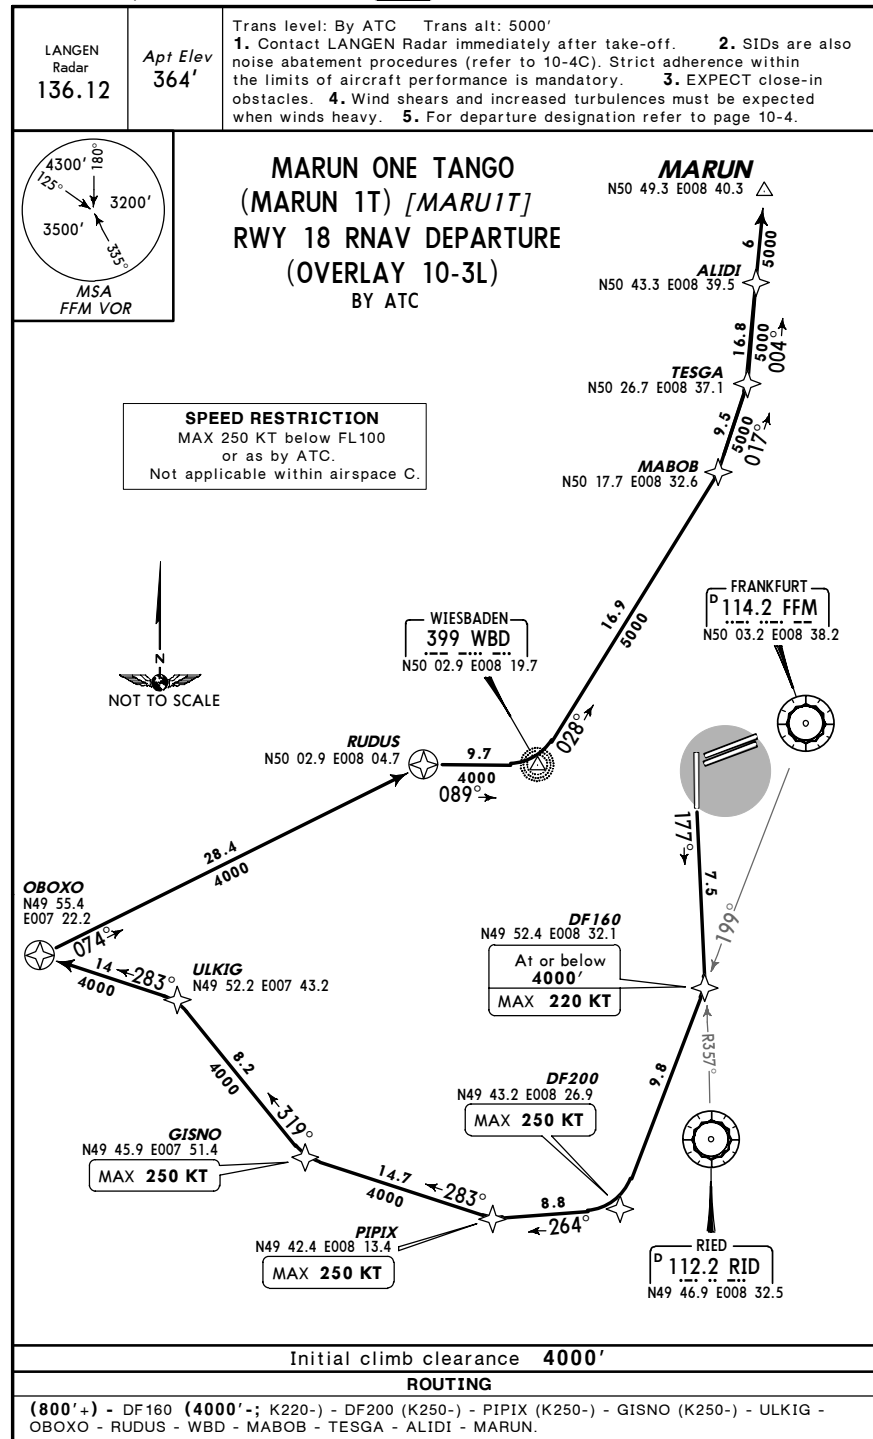 LANGEN
Radar
136.12
Apt Elev
364'
Trans level: By ATC Trans alt: 5000'
1. Contact LANGEN Radar immediately after take-off. 2. SIDs are also
noise abatement procedures (refer to 10-4C). Strict adherence within
the limits of aircraft performance is mandatory. 3. EXPECT close-in
obstacles. 4. Wind shears and increased turbulences must be expected
when winds heavy. 5. For departure designation refer to page 10-4.
4300'
180°
125°
3200'
3500'
335°
MSA
FFM VOR
MARUN ONE TANGO
(MARUN 1T) [MARU1T]
RWY 18 RNAV DEPARTURE
(OVERLAY 10-3L)
BY ATC
MARUN
N50 49.3 E008 40.3
6
5000
ALIDI
N50 43.3 E008 39.5
16.8
5000
004°
TESGA
N50 26.7 E008 37.1
9.5
5000
017°
MABOB
N50 17.7 E008 32.6
SPEED RESTRICTION
MAX 250 KT below FL100
or as by ATC.
Not applicable within airspace C.
N
NOT TO SCALE
16.9
5000
028°
FRANKFURT
D 114.2 FFM
N50 03.2 E008 38.2
WIESBADEN
399 WBD
N50 02.9 E008 19.7
RUDUS
N50 02.9 E008 04.7
9.7
4000
089°
177°
7.5
199°
28.4
4000
OBOXO
N49 55.4
E007 22.2
074°
14
4000
283°
ULKIG
N49 52.2 E007 43.2
DF160
N49 52.4 E008 32.1
At or below
4000'
MAX 220 KT
R357°
8.2
4000
319°
9.8
DF200
N49 43.2 E008 26.9
MAX 250 KT
GISNO
N49 45.9 E007 51.4
MAX 250 KT
14.7
4000
283°
8.8
264°
PIPIX
N49 42.4 E008 13.4
MAX 250 KT
RIED
D 112.2 RID
N49 46.9 E008 32.5
Initial climb clearance 4000'
ROUTING
(800'+) - DF160 (4000'-; K220-) - DF200 (K250-) - PIPIX (K250-) - GISNO (K250-) - ULKIG -
OBOXO - RUDUS - WBD - MABOB - TESGA - ALIDI - MARUN.